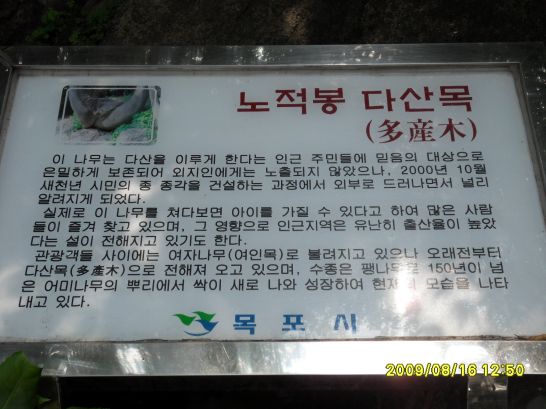 노적봉 다산목
(多産木)
이 나무는 다산을 이루게 한다는 인근 주민들에 믿음의 대상으로
은밀하게 보존되어 외지인에게는 노출되지 않았으나, 2000년 10월
새천년 시민의 종 종각을 건설하는 과정에서 외부로 드러나면서 널리
알려지게 되었다.
실제로 이 나무를 쳐다보면 아이를 가질 수 있다고 하여 많은 사람
들이 즐겨 찾고 있으며, 그 영향으로 인근지역은 유난히 출산율이 높았
다는 설이 전해지고 있기도 한다.
관광객들 사이에는 여자나무(여인목)로 불려지고 있으나 오래전부터
다산목(多產木)으로 전해져 오고 있으며, 수종은 팽나무로 150년이 넘
은 어미나무의 뿌리에서 싹이 새로 나와 성장하여 현재의 모습을 나타
내고 있다.
목포시
2009/08/16 12:50